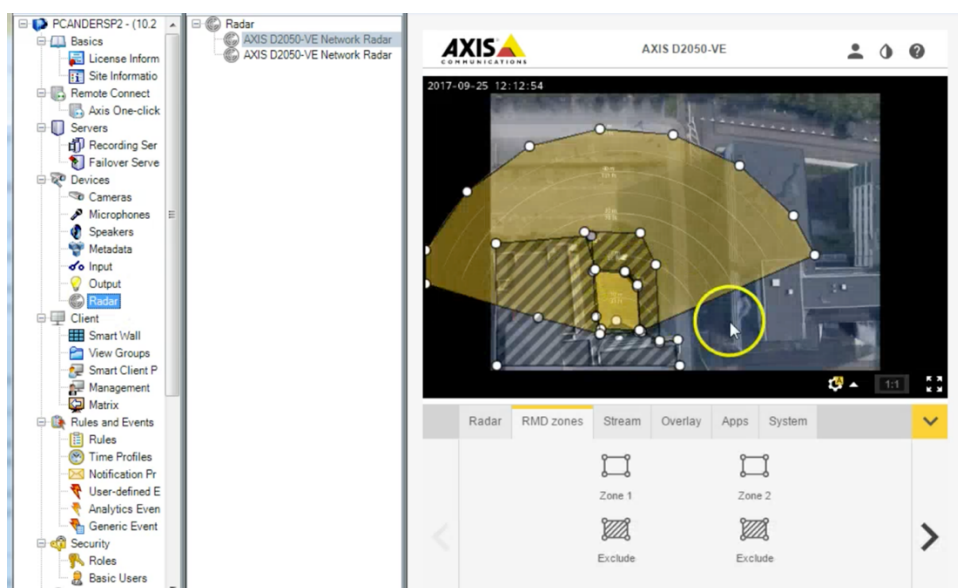 PCANDERSP2 - (10.2
Basics
License Inform
Site Informatio
Remote Connect
Axis One-click
Servers
Recording Ser
Failover Serve
Devices
Cameras
Microphones
Speakers
Metadata
Input
Output
Radar
Client
Smart Wall
View Groups
Smart Client P
Management
Matrix
Rules and Events
Rules
Time Profiles
Notification Pr
User-defined E
Analytics Even
Generic Event
Security
Roles
Basic Users
Radar
AXIS D2050-VE Network Radar
AXIS D2050-VE Network Radar
AXIS
COMMUNICATIONS
AXIS D2050-VE
2017-09-25 12:12:54
1:1
Radar RMD zones Stream Overlay Apps System
Zone 1 Zone 2
Exclude Exclude